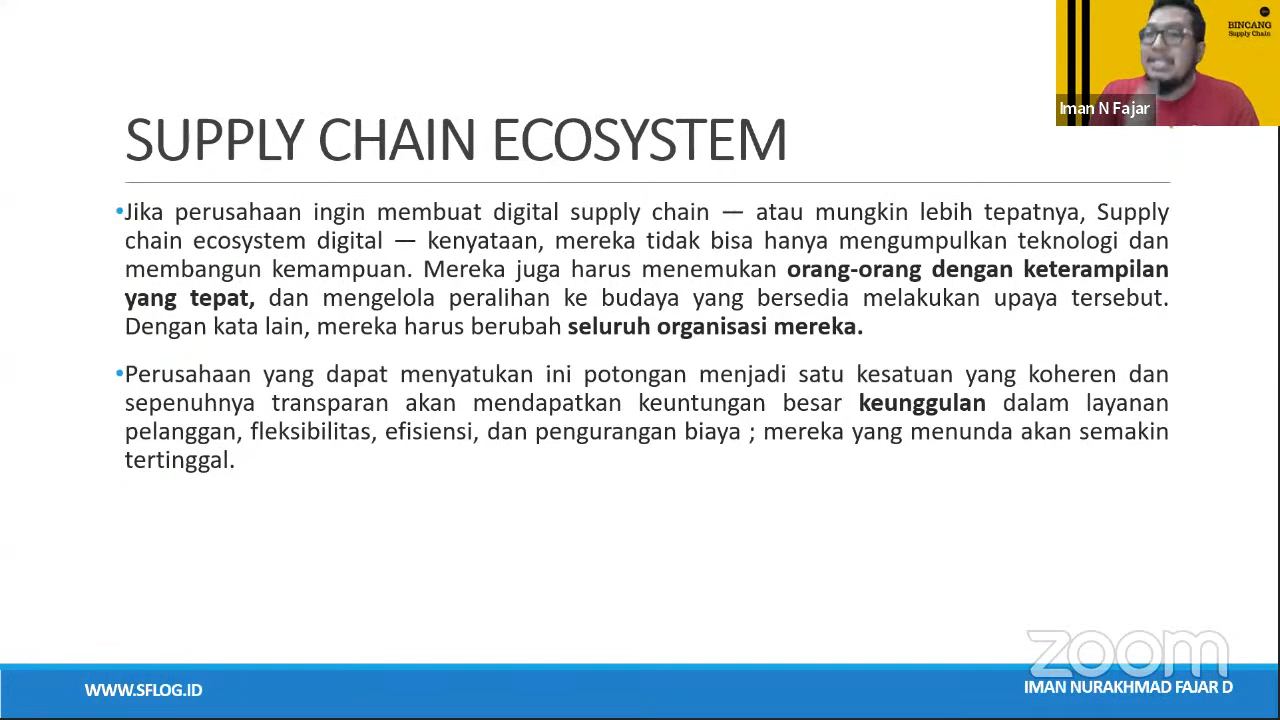 BINCANG
Supply Chain
Iman N Fajar
SUPPLY CHAIN ECOSYSTEM
•Jika perusahaan ingin membuat digital supply chain — atau mungkin lebih tepatnya, Supply
chain ecosystem digital — kenyataan, mereka tidak bisa hanya mengumpulkan teknologi dan
membangun kemampuan. Mereka juga harus menemukan orang-orang dengan keterampilan
yang tepat, dan mengelola peralihan ke budaya yang bersedia melakukan upaya tersebut.
Dengan kata lain, mereka harus berubah seluruh organisasi mereka.
•Perusahaan yang dapat menyatukan ini potongan menjadi satu kesatuan yang koheren dan
sepenuhnya transparan akan mendapatkan keuntungan besar keunggulan dalam layanan
pelanggan, fleksibilitas, efisiensi, dan pengurangan biaya ; mereka yang menunda akan semakin
tertinggal.
zoom
WWW.SFLOG.ID
IMAN NURAKHMAD FAJAR D